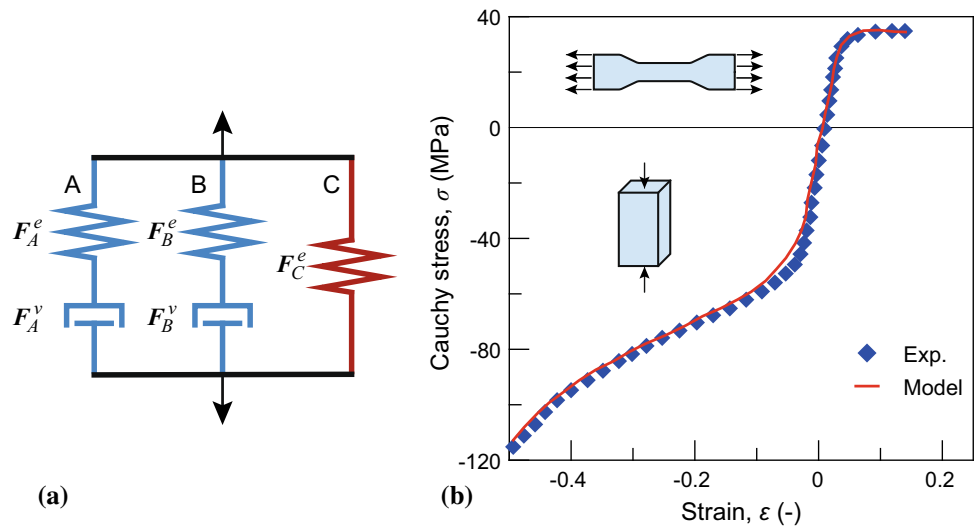 A B C
F_A^e F_B^e F_C^e
F_A^v F_B^v
(a)
Cauchy stress, σ (MPa)
40
0
-40
-80
-120
Exp.
Model
-0.4 -0.2 0 0.2
Strain, ε (-)
(b)